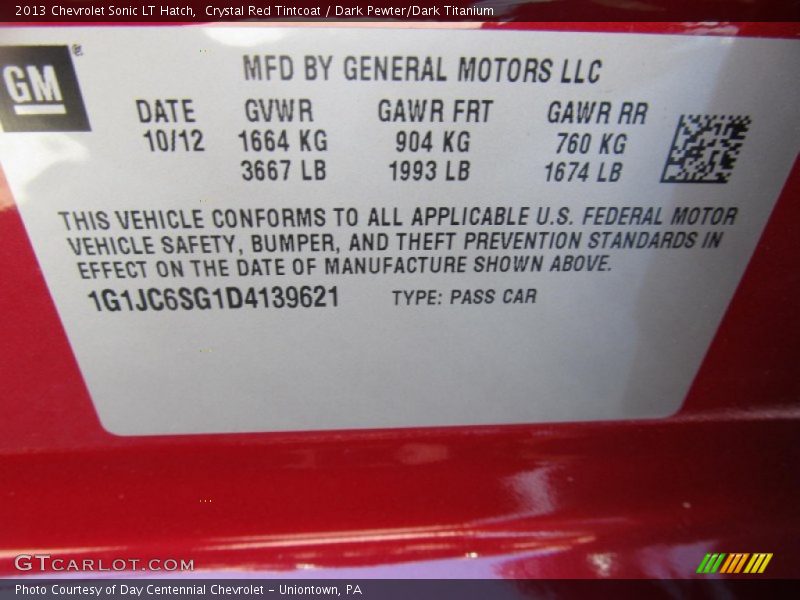 2013 Chevrolet Sonic LT Hatch,  Crystal Red Tintcoat / Dark Pewter/Dark Titanium
GM®
MFD BY GENERAL MOTORS LLC
DATE GVWR GAWR FRT GAWR RR
10/12 1664 KG 904 KG 760 KG
3667 LB 1993 LB 1674 LB
THIS VEHICLE CONFORMS TO ALL APPLICABLE U.S. FEDERAL MOTOR
VEHICLE SAFETY, BUMPER, AND THEFT PREVENTION STANDARDS IN
EFFECT ON THE DATE OF MANUFACTURE SHOWN ABOVE.
1G1JC6SG1D4139621 TYPE: PASS CAR
GTCARLOT.COM
Photo Courtesy of Day Centennial Chevrolet - Uniontown, PA